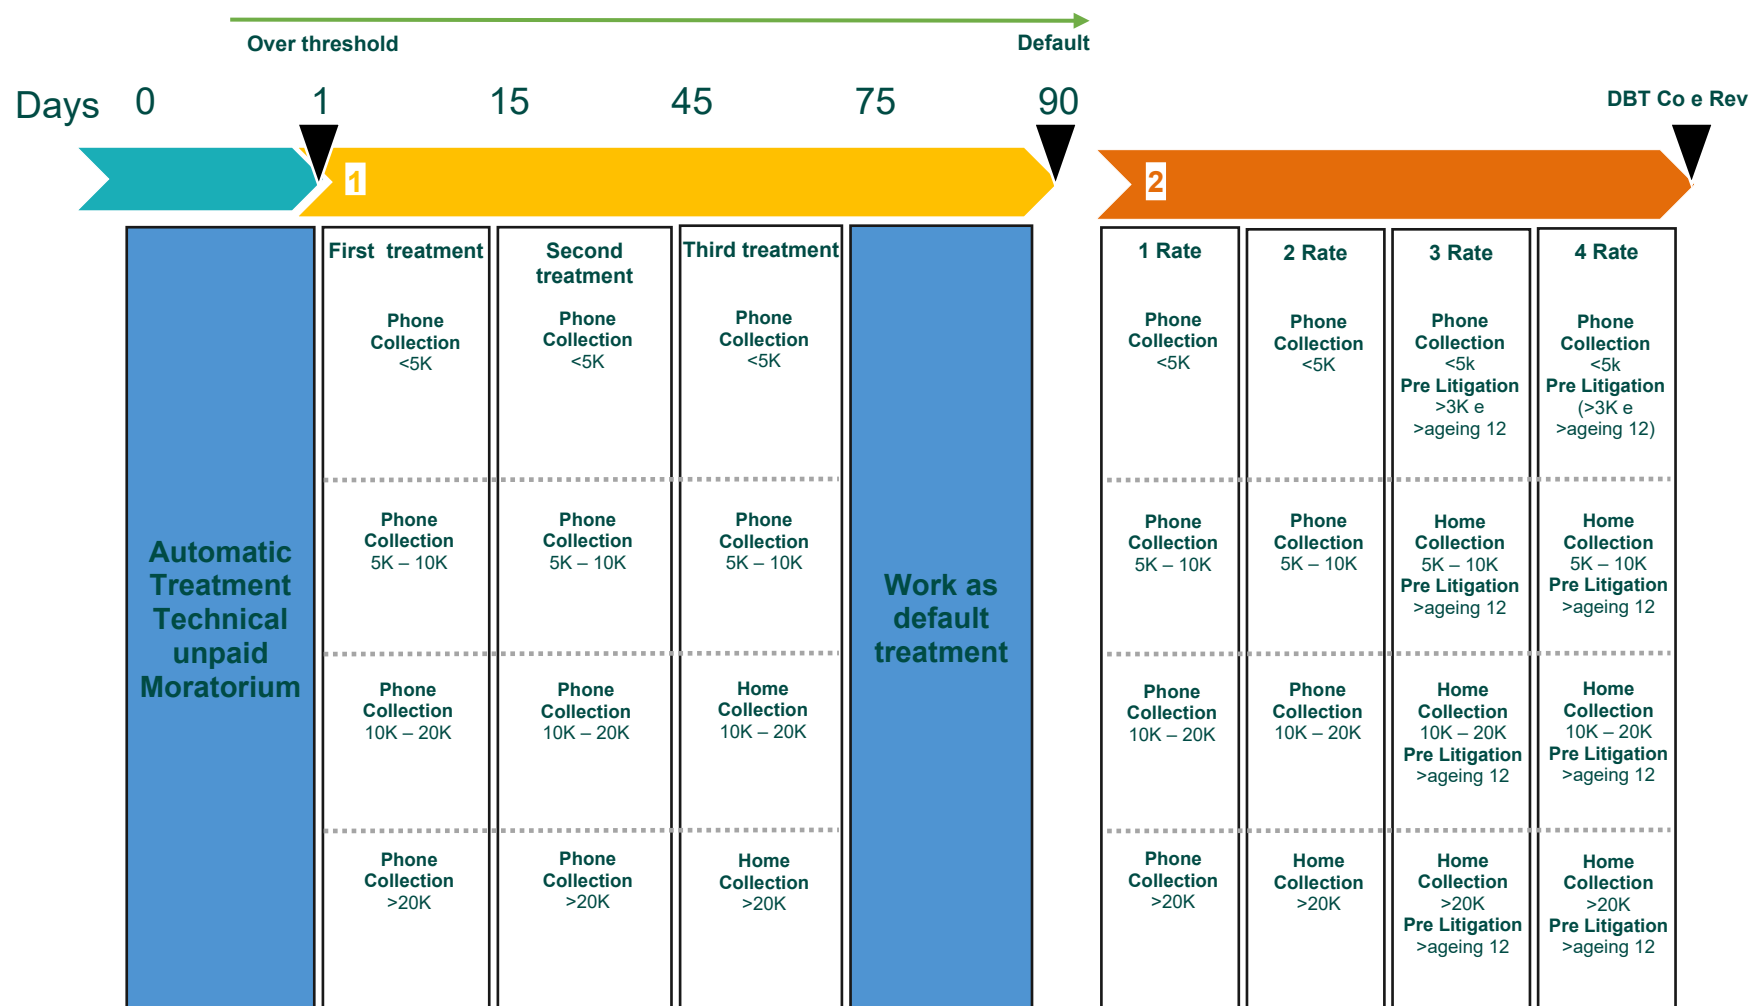 Over threshold
Default
Days 0 1 15 45 75 90
DBT Co e Rev
1
2
Automatic
Treatment
Technical
unpaid
Moratorium
First treatment
Phone
Collection
<5K
Phone
Collection
5K – 10K
Phone
Collection
10K – 20K
Phone
Collection
>20K
Second
treatment
Phone
Collection
<5K
Phone
Collection
5K – 10K
Phone
Collection
10K – 20K
Phone
Collection
>20K
Third treatment
Phone
Collection
<5K
Phone
Collection
5K – 10K
Home
Collection
10K – 20K
Home
Collection
>20K
Work as
default
treatment
1 Rate
Phone
Collection
<5K
Phone
Collection
5K – 10K
Phone
Collection
10K – 20K
Phone
Collection
>20K
2 Rate
Phone
Collection
<5K
Phone
Collection
5K – 10K
Phone
Collection
10K – 20K
Home
Collection
>20K
3 Rate
Phone
Collection
<5k
Pre Litigation
>3K e
>ageing 12
Home
Collection
5K – 10K
Pre Litigation
>ageing 12
Home
Collection
10K – 20K
Pre Litigation
>ageing 12
Home
Collection
>20K
Pre Litigation
>ageing 12
4 Rate
Phone
Collection
<5k
Pre Litigation
(>3K e
>ageing 12)
Home
Collection
5K – 10K
Pre Litigation
>ageing 12
Home
Collection
10K – 20K
Pre Litigation
>ageing 12
Home
Collection
>20K
Pre Litigation
>ageing 12